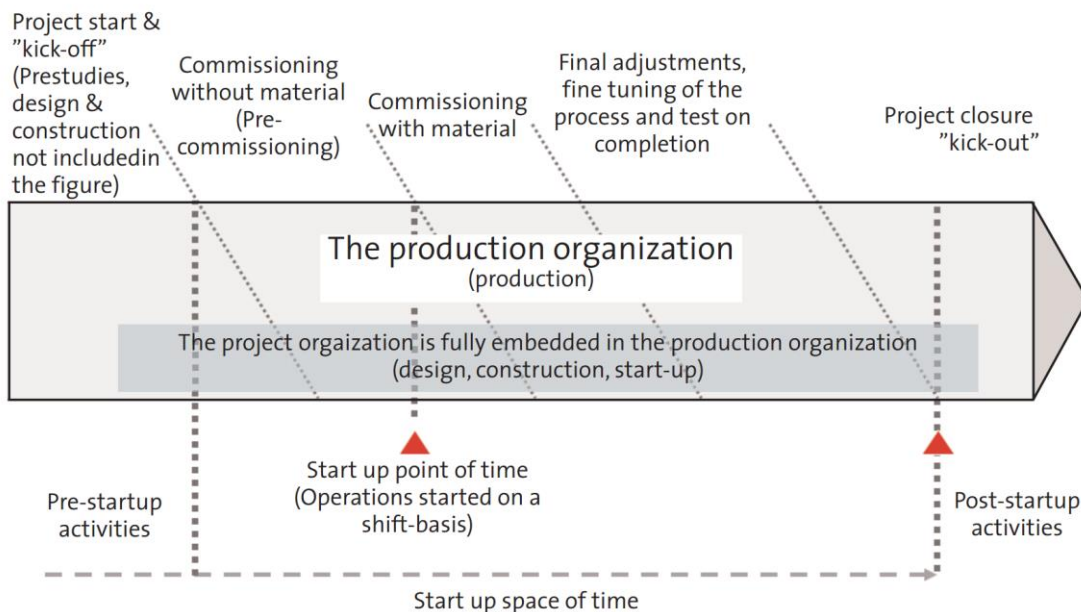 Project start &
”kick-off”
(Prestudies,
design &
construction
not includedin
the figure)
Commissioning
without material
(Pre-
commissioning)
Commissioning
with material
Final adjustments,
fine tuning of the
process and test on
completion
Project closure
”kick-out”
The production organization
(production)
The project orgaization is fully embedded in the production organization
(design, construction, start-up)
Pre-startup
activities
Start up point of time
(Operations started on a
shift-basis)
Post-startup
activities
Start up space of time